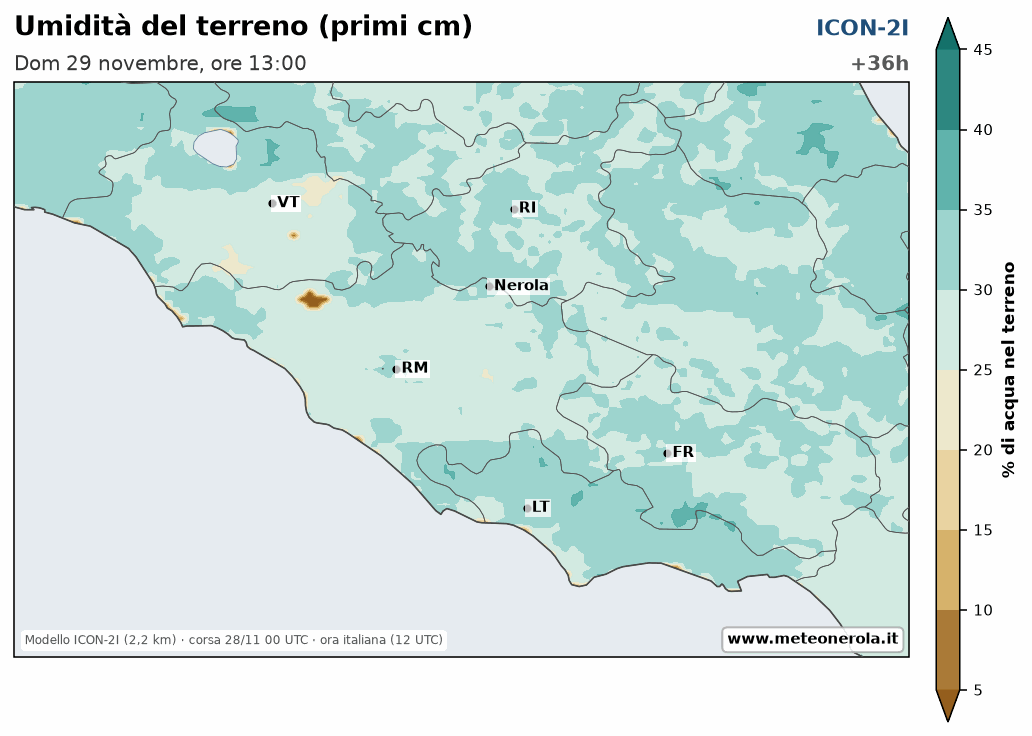 Umidità del terreno (primi cm)
ICON-2I
Dom 29 novembre, ore 13:00
+36h
45
40
35
30
25
20
15
10
5
% di acqua nel terreno
VT
RI
Nerola
RM
FR
LT
Modello ICON-2I (2,2 km) · corsa 28/11 00 UTC · ora italiana (12 UTC)
www.meteonerola.it